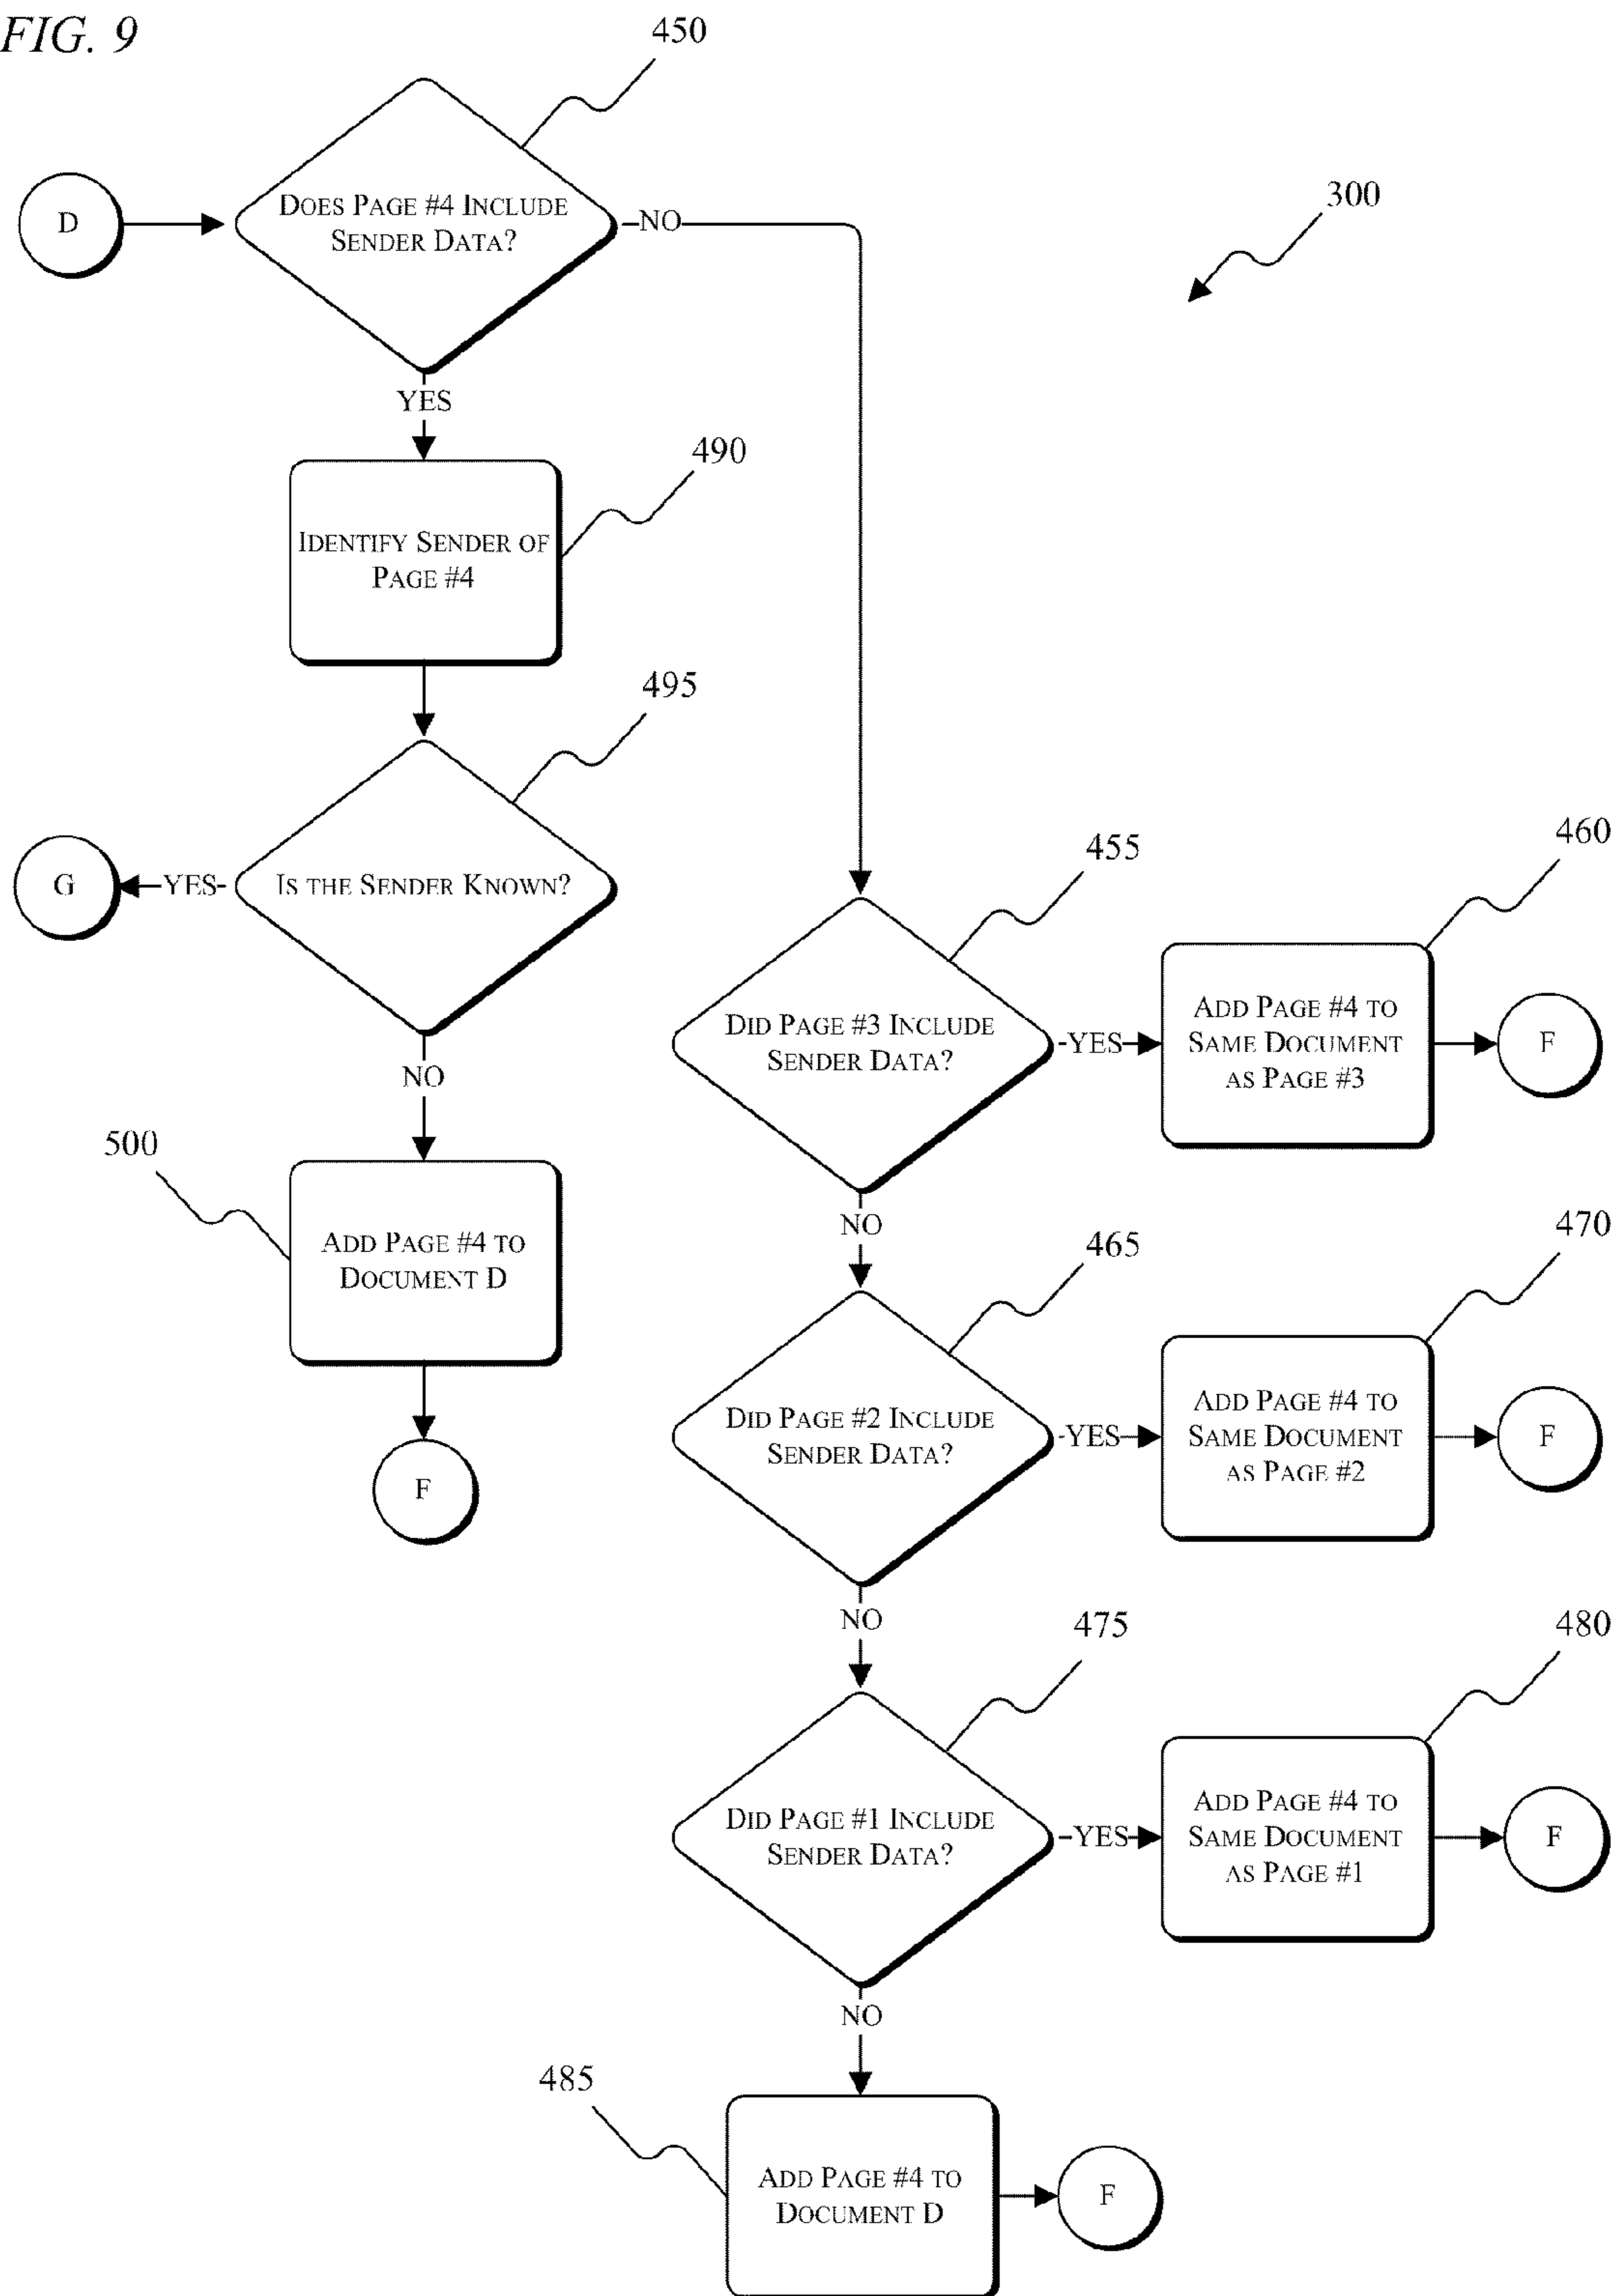 FIG. 9
450
300
D
DOES PAGE #4 INCLUDE
SENDER DATA?
NO
YES
490
IDENTIFY SENDER OF
PAGE #4
495
IS THE SENDER KNOWN?
YES
G
NO
500
ADD PAGE #4 TO
DOCUMENT D
F
455
DID PAGE #3 INCLUDE
SENDER DATA?
YES
460
ADD PAGE #4 TO
SAME DOCUMENT
AS PAGE #3
F
NO
465
DID PAGE #2 INCLUDE
SENDER DATA?
YES
470
ADD PAGE #4 TO
SAME DOCUMENT
AS PAGE #2
F
NO
475
DID PAGE #1 INCLUDE
SENDER DATA?
YES
480
ADD PAGE #4 TO
SAME DOCUMENT
AS PAGE #1
F
NO
485
ADD PAGE #4 TO
DOCUMENT D
F